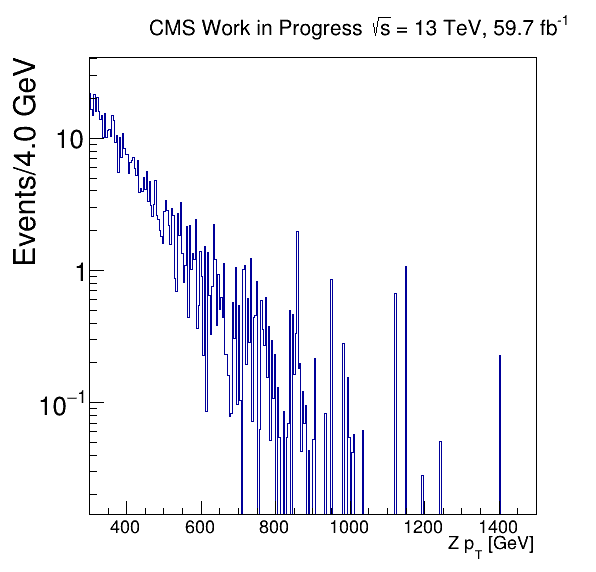 CMS Work in Progress √s = 13 TeV, 59.7 fb⁻¹
Events/4.0 GeV
10
1
10⁻¹
400 600 800 1000 1200 1400
Z p_T [GeV]